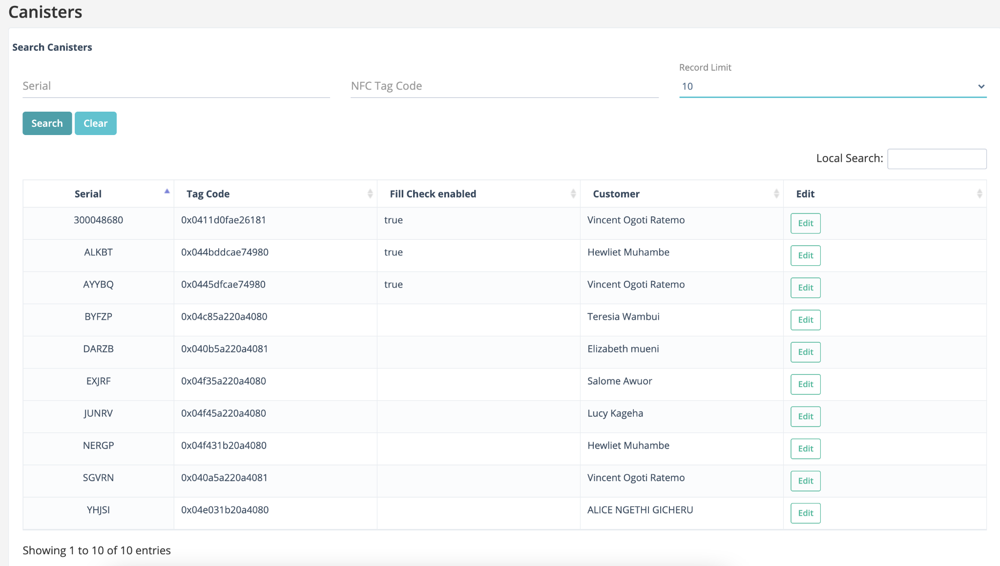 Canisters
Search Canisters
Record Limit
Serial NFC Tag Code 10
Search Clear
Local Search:
Serial Tag Code Fill Check enabled Customer Edit
300048680 0x0411d0fae26181 true Vincent Ogoti Ratemo Edit
ALKBT 0x044bddcae74980 true Hewliet Muhambe Edit
AYYBQ 0x0445dfcae74980 true Vincent Ogoti Ratemo Edit
BYFZP 0x04c85a220a4080 Teresia Wambui Edit
DARZB 0x040b5a220a4081 Elizabeth mueni Edit
EXJRF 0x04f35a220a4080 Salome Awuor Edit
JUNRV 0x04f45a220a4080 Lucy Kageha Edit
NERGP 0x04f431b20a4080 Hewliet Muhambe Edit
SGVRN 0x040a5a220a4081 Vincent Ogoti Ratemo Edit
YHJSI 0x04e031b20a4080 ALICE NGETHI GICHERU Edit
Showing 1 to 10 of 10 entries